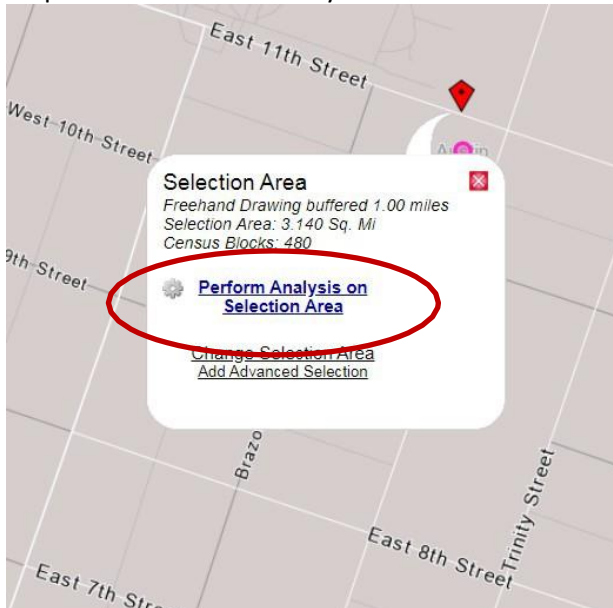 East 11th Street
West 10th Street
9th Street
Selection Area
Freehand Drawing buffered 1.00 miles
Selection Area: 3.140 Sq. Mi
Census Blocks: 480
Perform Analysis on
Selection Area
Change Selection Area
Add Advanced Selection
Brazo
Trinity Street
East 8th Street
East 7th Stre